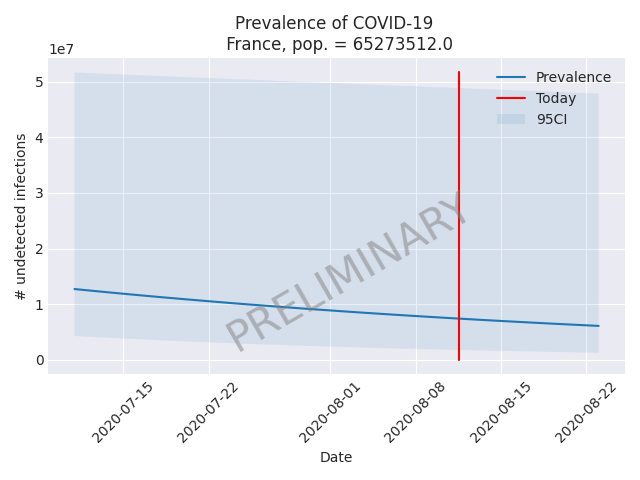 Prevalence of COVID-19
France, pop. = 65273512.0
1e7
5
4
3
2
1
0
# undetected infections
Prevalence
Today
95CI
PRELIMINARY
2020-07-15
2020-07-22
2020-08-01
2020-08-08
2020-08-15
2020-08-22
Date